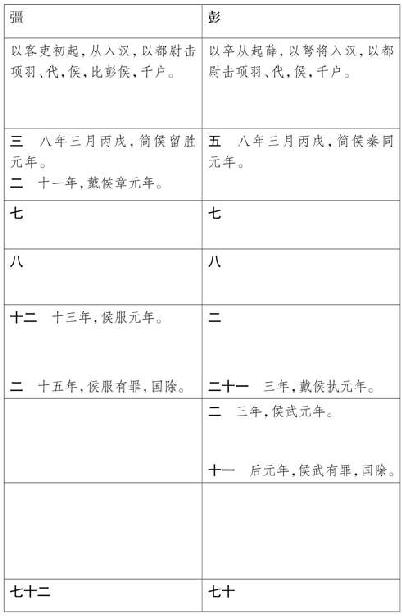 彊
彭
以客吏初起，从入汉，以都尉击
项羽、代，侯，比彭侯，千户。
以卒从起薛，以弩将入汉，以都
尉击项羽、代，侯，千户。
三 八年三月丙戌，简侯留胜
元年。
二 十一年，戴侯章元年。
五 八年三月丙戌，简侯秦同
元年。
七
七
八
八
十二 十三年，侯服元年。
二 十五年，侯服有罪，国除。
二
二十一 三年，戴侯执元年。
二 三年，侯武元年。
十一 后元年，侯武有罪，国除。
七十二
七十